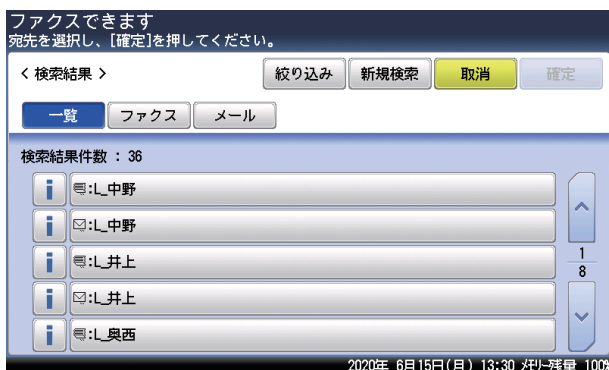 ファクスできます
宛先を選択し、[確定]を押してください。
< 検索結果 >
絞り込み 新規検索 取消 確定
一覧 ファクス メール
検索結果件数 : 36
i :L_中野
i :L_中野
i :L_井上
1
8
i :L_井上
i :L_奥西
2020年 6月15日(月) 13:30 メモリー残量 100%